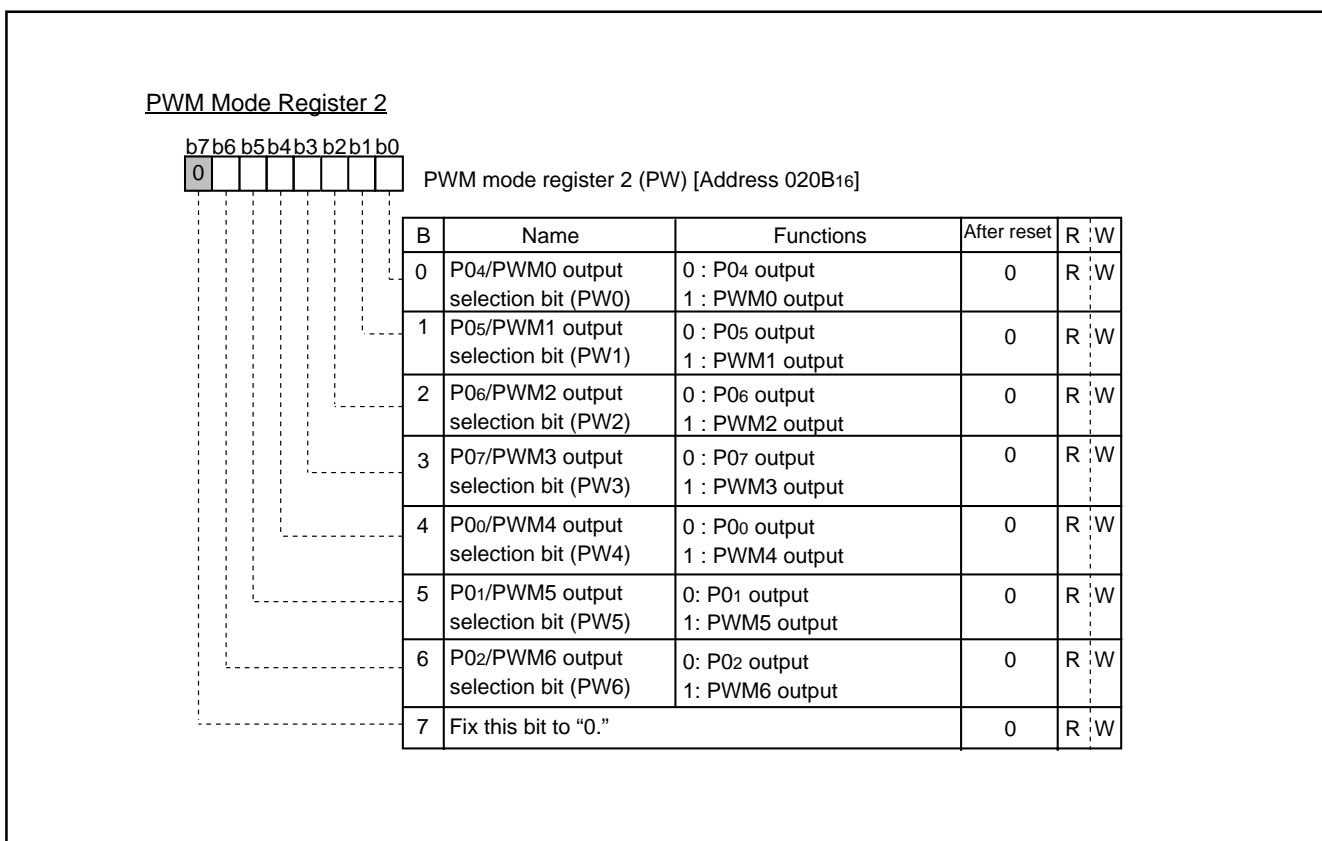 PWM Mode Register 2
b7 b6 b5 b4 b3 b2 b1 b0
0
PWM mode register 2 (PW) [Address 020B16]
B Name Functions After reset R W
0 P04/PWM0 output selection bit (PW0) 0 : P04 output 1 : PWM0 output 0 R W
1 P05/PWM1 output selection bit (PW1) 0 : P05 output 1 : PWM1 output 0 R W
2 P06/PWM2 output selection bit (PW2) 0 : P06 output 1 : PWM2 output 0 R W
3 P07/PWM3 output selection bit (PW3) 0 : P07 output 1 : PWM3 output 0 R W
4 P00/PWM4 output selection bit (PW4) 0 : P00 output 1 : PWM4 output 0 R W
5 P01/PWM5 output selection bit (PW5) 0: P01 output 1: PWM5 output 0 R W
6 P02/PWM6 output selection bit (PW6) 0: P02 output 1: PWM6 output 0 R W
7 Fix this bit to “0.” 0 R W